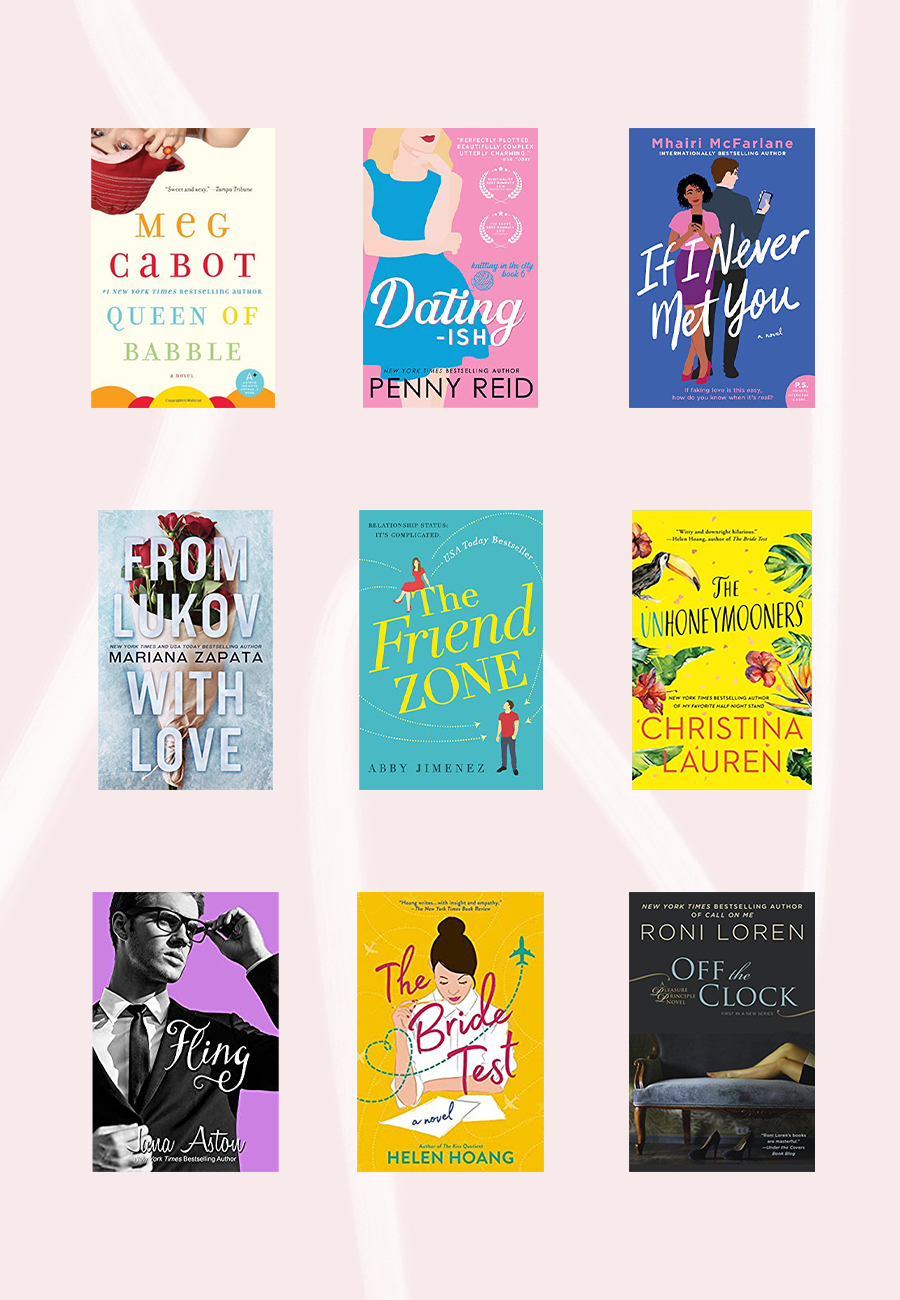 "Sweet and sexy." —Tampa Tribune
MEG
CABOT
#1 NEW YORK TIMES BESTSELLING AUTHOR
QUEEN OF
BABBLE
a novel
A+
Copyrighted Material
"PERFECTLY PLOTTED,
BEAUTIFULLY COMPLEX,
UTTERLY CHARMING."
-USA TODAY
knitting in the city
book 6
Dating
-ISH
NEW YORK TIMES BESTSELLING AUTHOR
PENNY REID
Mhairi McFarlane
INTERNATIONALLY BESTSELLING AUTHOR
If I Never
Met You
a novel
If faking love is this easy,
how do you know when it's real?
P.S.
FROM
LUKOV
NEW YORK TIMES AND USA TODAY BESTSELLING AUTHOR
MARIANA ZAPATA
WITH
LOVE
RELATIONSHIP STATUS:
IT'S COMPLICATED.
USA Today Bestseller
The
Friend
ZONE
ABBY JIMENEZ
"Witty and downright hilarious."
—Helen Hoang, author of The Bride Test
THE
UNHONEYMOONERS
NEW YORK TIMES BESTSELLING AUTHOR
OF MY FAVORITE HALF-NIGHT STAND
CHRISTINA
LAUREN
Fling
Jana Aston
New York Times Bestselling Author
"Hoang writes...with insight and empathy."
—The New York Times Book Review
The
Bride
Test
a novel
Author of The Kiss Quotient
HELEN HOANG
NEW YORK TIMES BESTSELLING AUTHOR
OF CALL ON ME
RONI LOREN
OFF the
CLOCK
A
PLEASURE
PRINCIPLE
NOVEL
FIRST IN A NEW SERIES
"Roni Loren's books
are masterful."
—Under the Covers
Book Blog